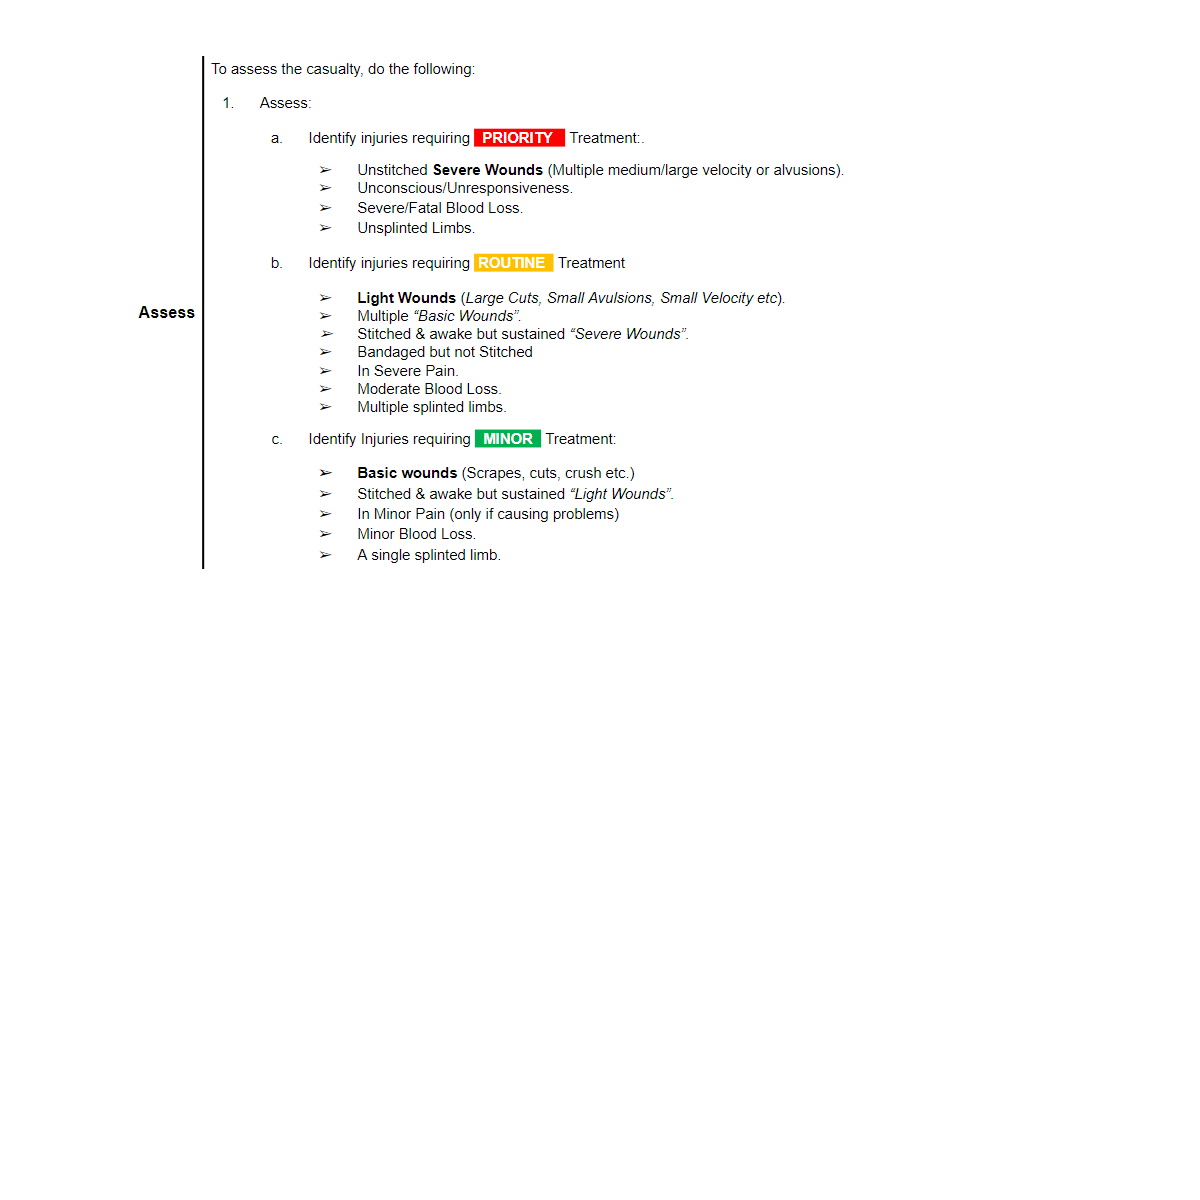 To assess the casualty, do the following:
1. Assess:
a. Identify injuries requiring PRIORITY Treatment:.
➢ Unstitched Severe Wounds (Multiple medium/large velocity or alvusions).
➢ Unconscious/Unresponsiveness.
➢ Severe/Fatal Blood Loss.
➢ Unsplinted Limbs.
b. Identify injuries requiring ROUTINE Treatment
Assess
➢ Light Wounds (Large Cuts, Small Avulsions, Small Velocity etc).
➢ Multiple “Basic Wounds”.
➢ Stitched & awake but sustained “Severe Wounds”.
➢ Bandaged but not Stitched
➢ In Severe Pain.
➢ Moderate Blood Loss.
➢ Multiple splinted limbs.
c. Identify Injuries requiring MINOR Treatment:
➢ Basic wounds (Scrapes, cuts, crush etc.)
➢ Stitched & awake but sustained “Light Wounds”.
➢ In Minor Pain (only if causing problems)
➢ Minor Blood Loss.
➢ A single splinted limb.